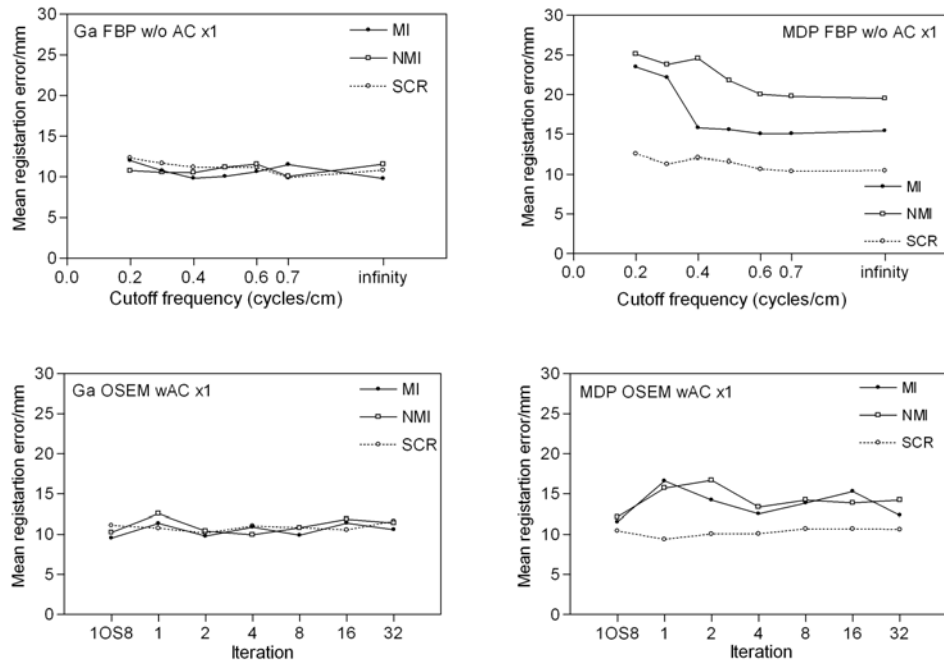 Ga FBP w/o AC x1
MI
NMI
SCR
Mean registartion error/mm
30
25
20
15
10
5
0
0.0 0.2 0.4 0.6 0.7 infinity
Cutoff frequency (cycles/cm)
MDP FBP w/o AC x1
Mean registartion error/mm
30
25
20
15
10
5
0
MI
NMI
SCR
0.0 0.2 0.4 0.6 0.7 infinity
Cutoff frequency (cycles/cm)
Ga OSEM wAC x1
MI
NMI
SCR
Mean registartion error/mm
30
25
20
15
10
5
0
1OS8 1 2 4 8 16 32
Iteration
MDP OSEM wAC x1
MI
NMI
SCR
Mean registartion error/mm
30
25
20
15
10
5
0
1OS8 1 2 4 8 16 32
Iteration